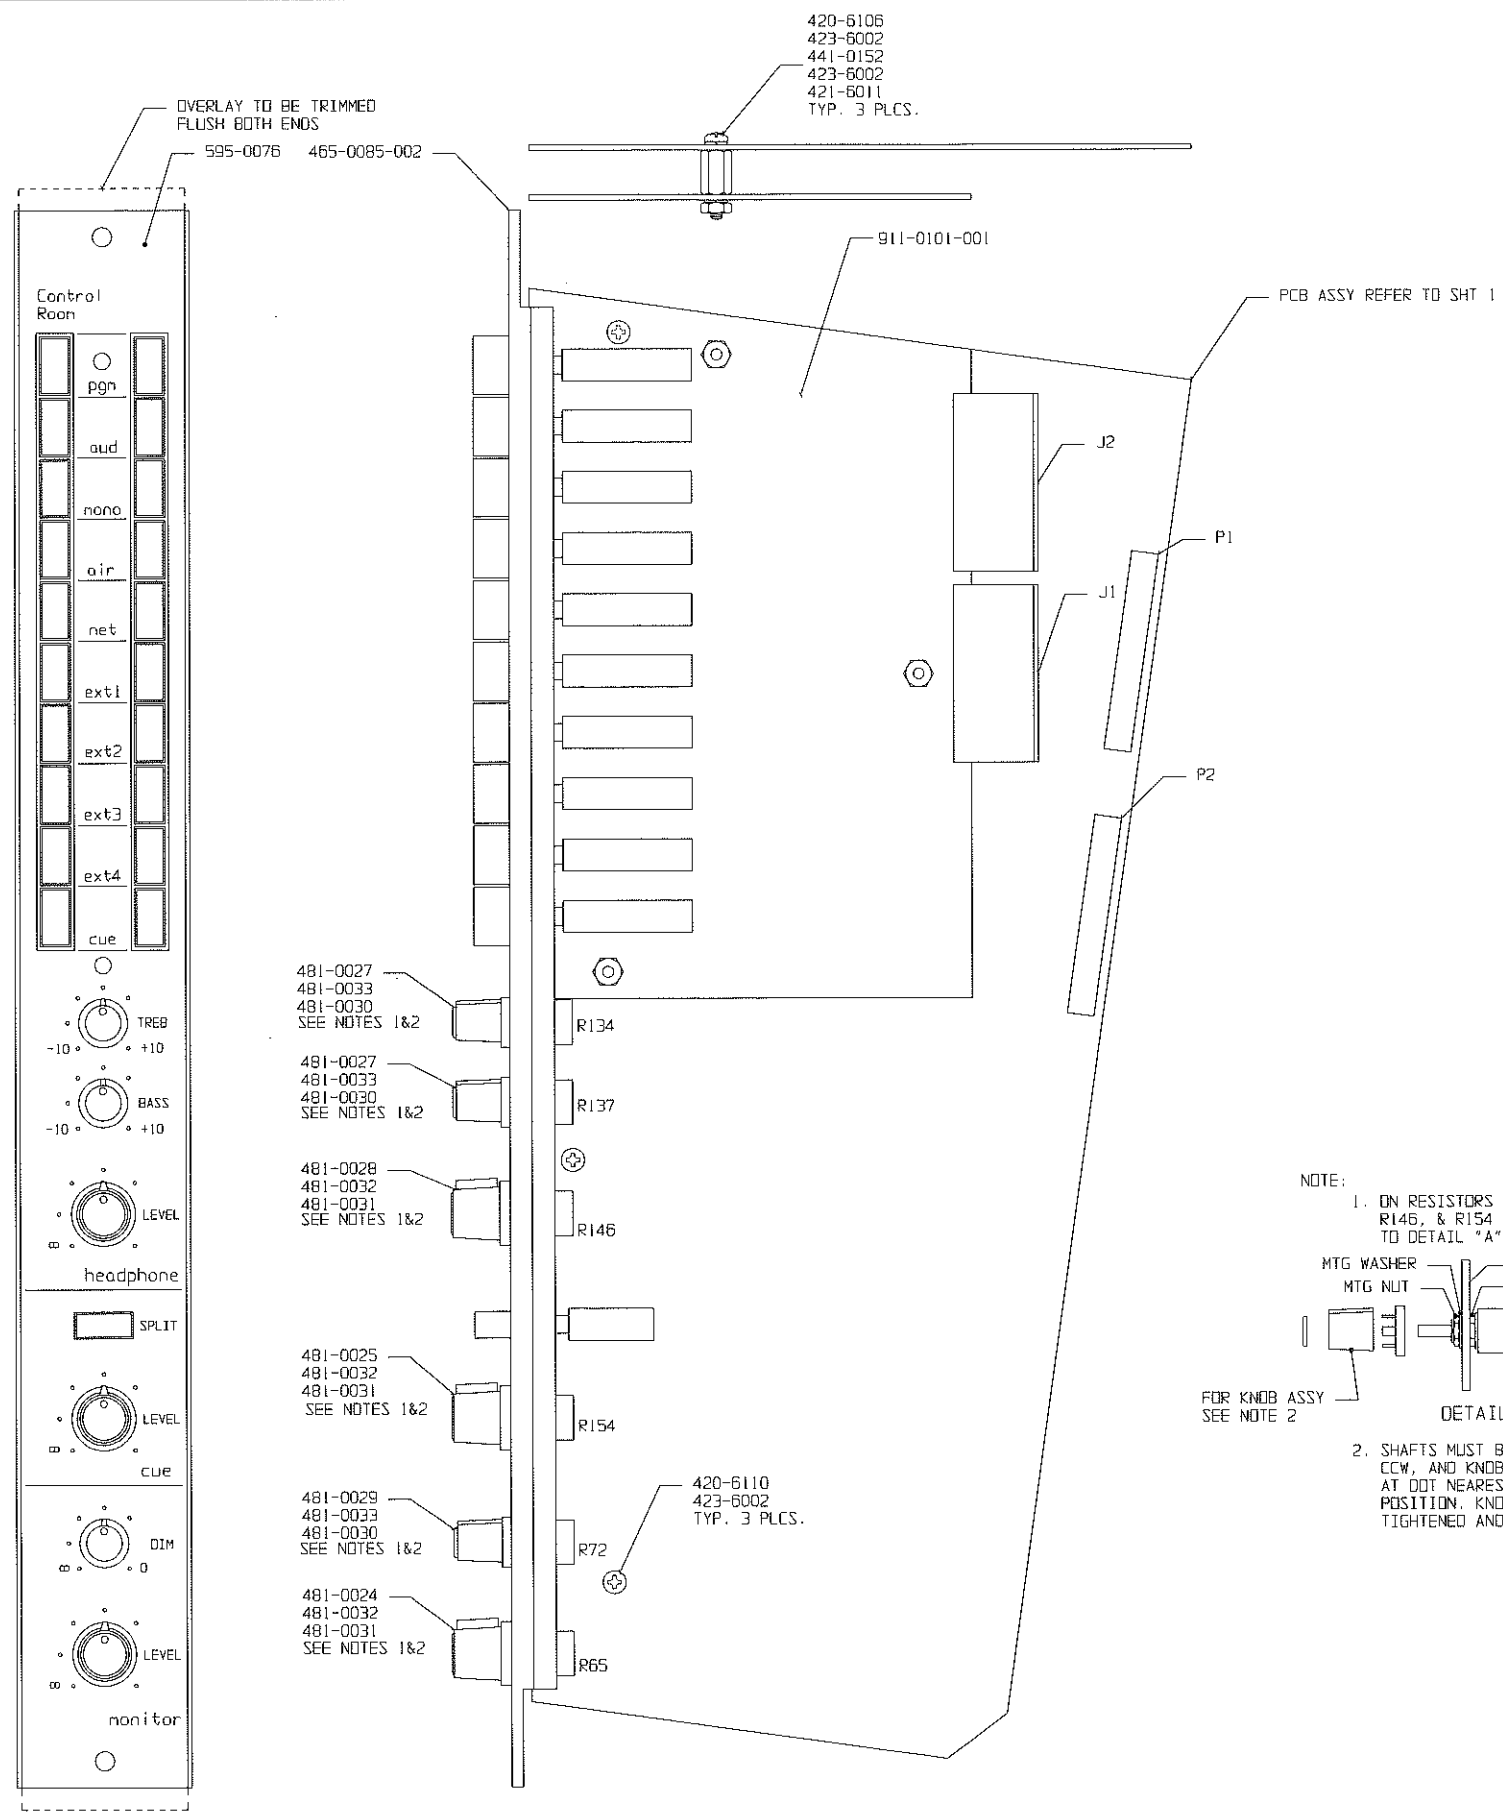 420-6106
423-6002
441-0152
423-6002
421-6011
TYP. 3 PLCS.
OVERLAY TO BE TRIMMED
FLUSH BOTH ENDS
595-0076
465-0085-002
911-0101-001
PCB ASSY REFER TO SHT 1
Control
Room
pgm
aud
mono
air
net
ext1
ext2
ext3
ext4
cue
TREB
-10
+10
BASS
-10
+10
LEVEL
∞
headphone
SPLIT
LEVEL
∞
cue
DIM
∞
0
LEVEL
∞
monitor
J2
J1
P1
P2
481-0027
481-0033
481-0030
SEE NOTES 1&2
R134
481-0027
481-0033
481-0030
SEE NOTES 1&2
R137
481-0028
481-0032
481-0031
SEE NOTES 1&2
R146
481-0025
481-0032
481-0031
SEE NOTES 1&2
R154
481-0029
481-0033
481-0030
SEE NOTES 1&2
R72
481-0024
481-0032
481-0031
SEE NOTES 1&2
R65
420-6110
423-6002
TYP. 3 PLCS.
NOTE:
1. ON RESISTORS
R146, & R154
TO DETAIL "A"
MTG WASHER
MTG NUT
FOR KNOB ASSY
SEE NOTE 2
DETAIL
2. SHAFTS MUST B
CCW, AND KNOB
AT DOT NEARES
POSITION. KNO
TIGHTENED AND